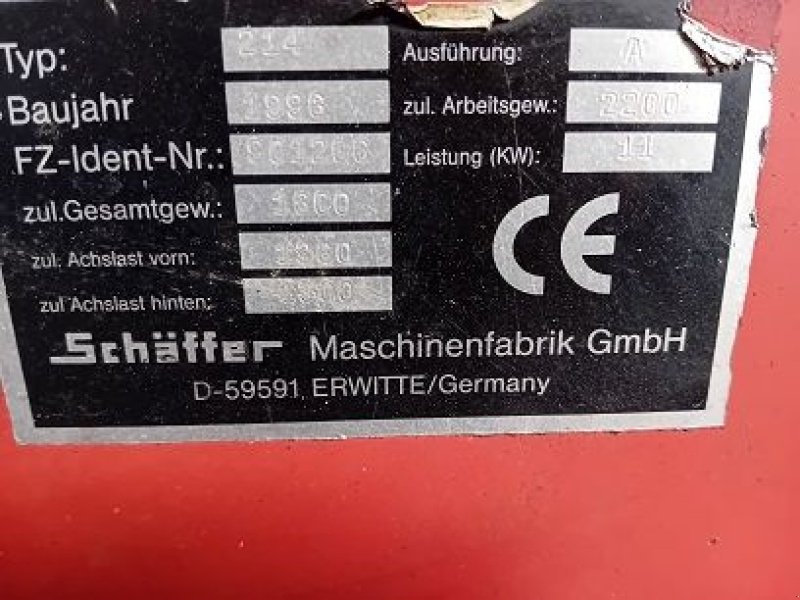 Typ: 214 Ausführung: A
Baujahr 1996 zul. Arbeitsgew.: 2200
FZ-Ident-Nr.: Leistung (KW): 11
zul.Gesamtgew.: 1600
zul. Achslast vorn:
zul Achslast hinten:
CE
Schäffer Maschinenfabrik GmbH
D-59591 ERWITTE/Germany